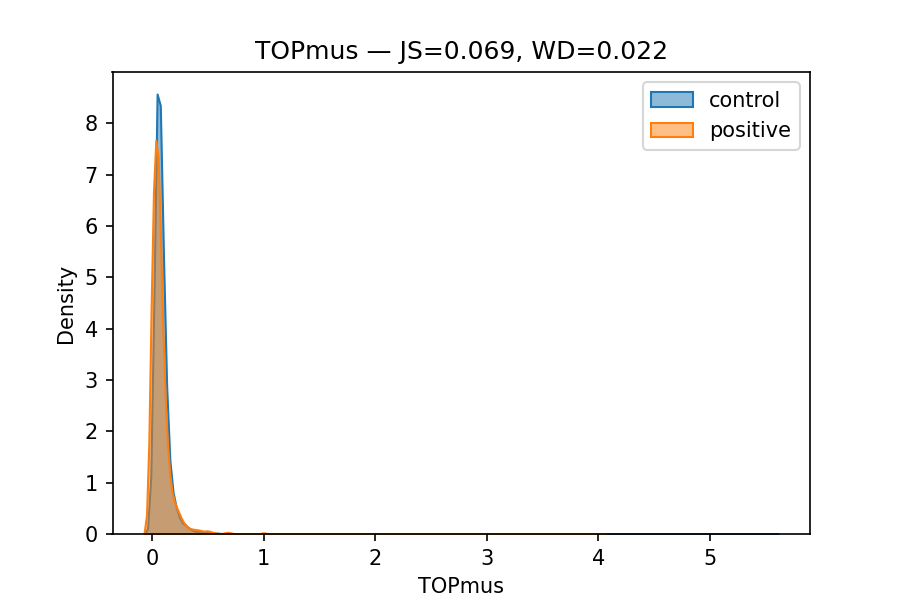 TOPmus — JS=0.069, WD=0.022
control
positive
Density
8
7
6
5
4
3
2
1
0
0 1 2 3 4 5
TOPmus